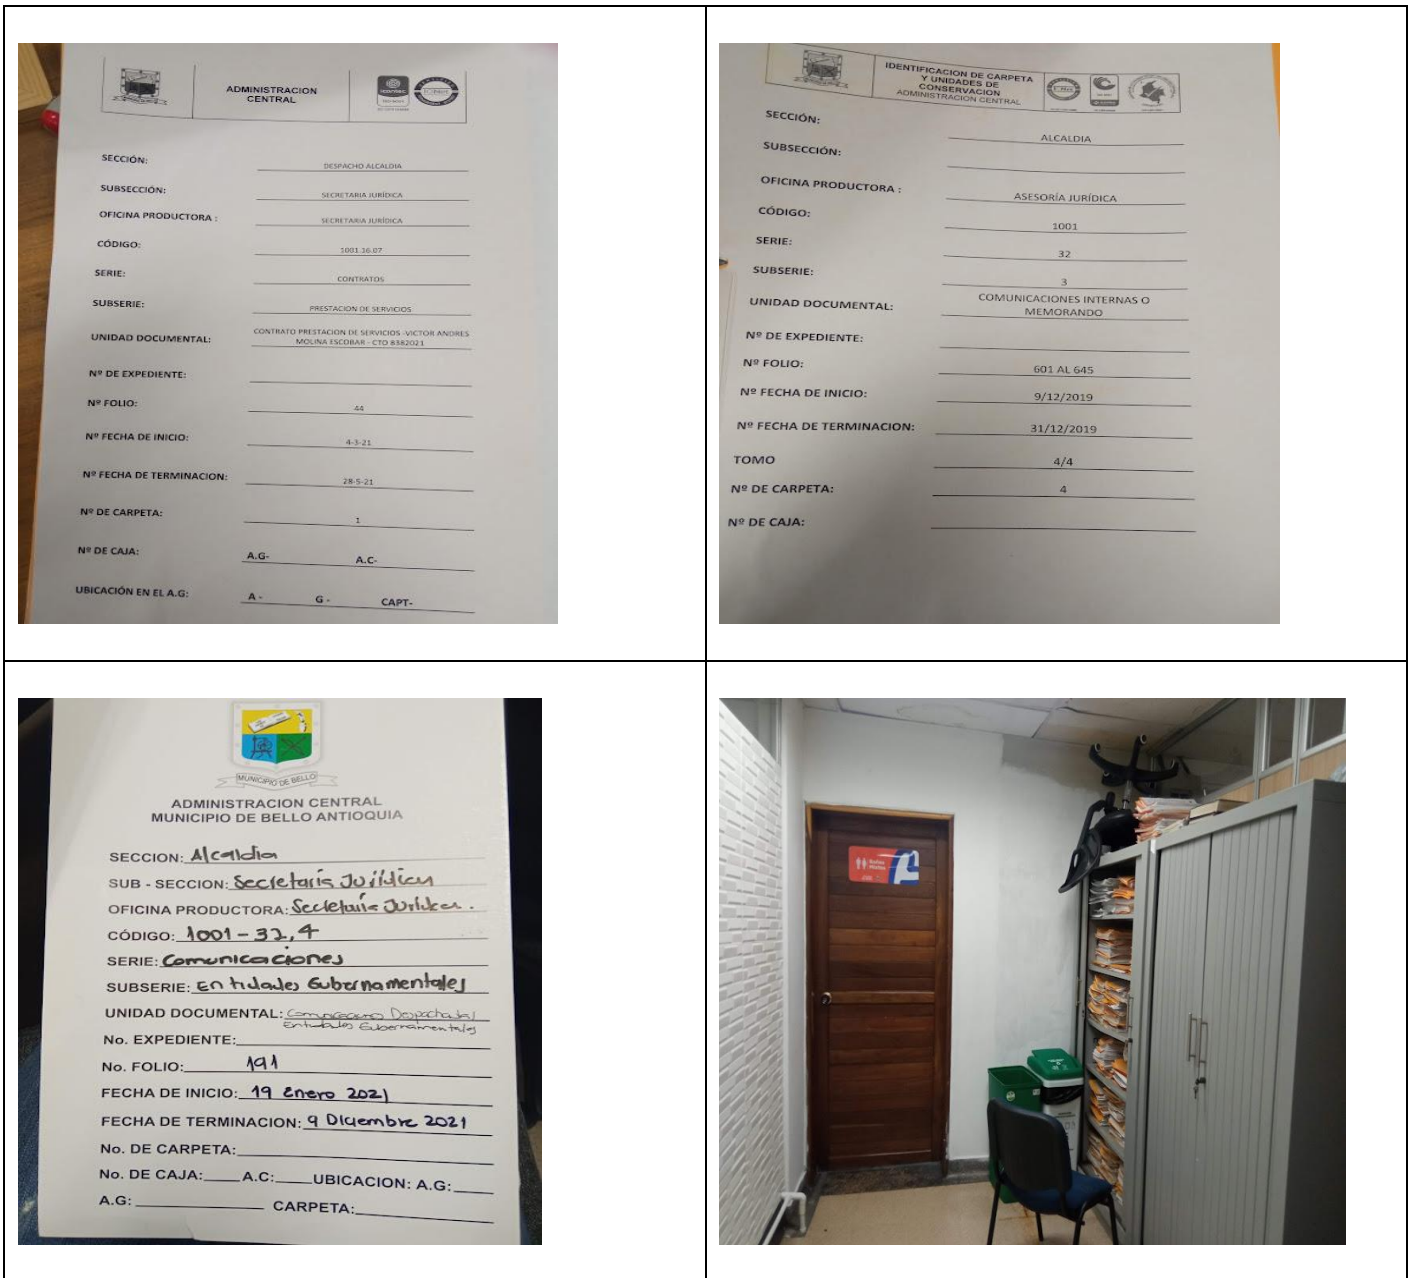 ADMINISTRACION
CENTRAL
SECCIÓN: DESPACHO ALCALDIA
SUBSECCIÓN: SECRETARIA JURÍDICA
OFICINA PRODUCTORA : SECRETARIA JURÍDICA
CÓDIGO: 1001.16.07
SERIE: CONTRATOS
SUBSERIE: PRESTACION DE SERVICIOS
UNIDAD DOCUMENTAL: CONTRATO PRESTACION DE SERVICIOS -VICTOR ANDRES
MOLINA ESCOBAR - CTO 8382021
Nº DE EXPEDIENTE:
Nº FOLIO: 44
Nº FECHA DE INICIO: 4-3-21
Nº FECHA DE TERMINACION: 28-5-21
Nº DE CARPETA: 1
Nº DE CAJA: A.G- A.C-
UBICACIÓN EN EL A.G: A - G - CAPT-
IDENTIFICACION DE CARPETA
Y UNIDADES DE
CONSERVACION
ADMINISTRACION CENTRAL
SECCIÓN: ALCALDIA
SUBSECCIÓN:
OFICINA PRODUCTORA : ASESORÍA JURÍDICA
CÓDIGO: 1001
SERIE: 32
SUBSERIE: 3
UNIDAD DOCUMENTAL: COMUNICACIONES INTERNAS O
MEMORANDO
Nº DE EXPEDIENTE:
Nº FOLIO: 601 AL 645
Nº FECHA DE INICIO: 9/12/2019
Nº FECHA DE TERMINACION: 31/12/2019
TOMO 4/4
Nº DE CARPETA: 4
Nº DE CAJA:
MUNICIPIO DE BELLO
ADMINISTRACION CENTRAL
MUNICIPIO DE BELLO ANTIOQUIA
SECCION: Alcaldia
SUB - SECCION: Secretaría Jurídica
OFICINA PRODUCTORA: Secretaría Jurídica.
CÓDIGO: 1001-32,4
SERIE: Comunicaciones
SUBSERIE: Entidades Gubernamentales
UNIDAD DOCUMENTAL:
Entidades Gubernamentales
No. EXPEDIENTE:
No. FOLIO: 191
FECHA DE INICIO: 19 Enero 2021
FECHA DE TERMINACION: 9 Diciembre 2021
No. DE CARPETA:
No. DE CAJA: A.C: UBICACION: A.G:
A.G: CARPETA: